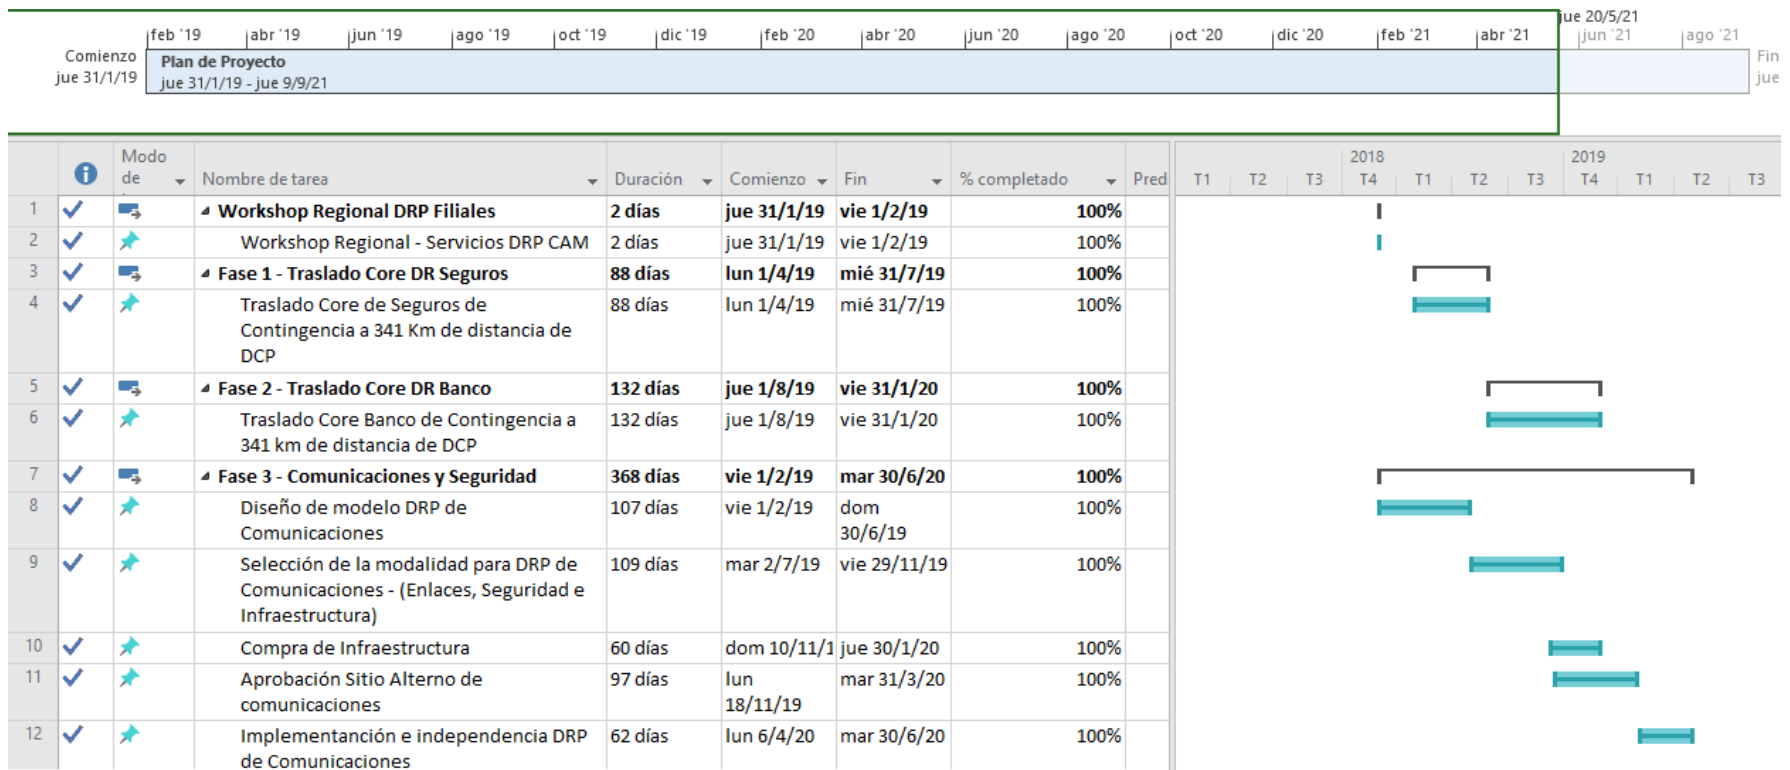 jue 20/5/21
feb '19 abr '19 jun '19 ago '19 oct '19 dic '19 feb '20 abr '20 jun '20 ago '20 oct '20 dic '20 feb '21 abr '21 jun '21 ago '21
Comienzo
jue 31/1/19
Plan de Proyecto
jue 31/1/19 - jue 9/9/21
Fin
jue
Modo
de
Nombre de tarea Duración Comienzo Fin % completado Pred
2018 2019
T1 T2 T3 T4 T1 T2 T3 T4 T1 T2 T3
1 Workshop Regional DRP Filiales 2 días jue 31/1/19 vie 1/2/19 100%
2 Workshop Regional - Servicios DRP CAM 2 días jue 31/1/19 vie 1/2/19 100%
3 Fase 1 - Traslado Core DR Seguros 88 días lun 1/4/19 mié 31/7/19 100%
4 Traslado Core de Seguros de 88 días lun 1/4/19 mié 31/7/19 100%
Contingencia a 341 Km de distancia de
DCP
5 Fase 2 - Traslado Core DR Banco 132 días jue 1/8/19 vie 31/1/20 100%
6 Traslado Core Banco de Contingencia a 132 días jue 1/8/19 vie 31/1/20 100%
341 km de distancia de DCP
7 Fase 3 - Comunicaciones y Seguridad 368 días vie 1/2/19 mar 30/6/20 100%
8 Diseño de modelo DRP de 107 días vie 1/2/19 dom 100%
Comunicaciones 30/6/19
9 Selección de la modalidad para DRP de 109 días mar 2/7/19 vie 29/11/19 100%
Comunicaciones - (Enlaces, Seguridad e
Infraestructura)
10 Compra de Infraestructura 60 días dom 10/11/1 jue 30/1/20 100%
11 Aprobación Sitio Alterno de 97 días lun mar 31/3/20 100%
comunicaciones 18/11/19
12 Implementanción e independencia DRP 62 días lun 6/4/20 mar 30/6/20 100%
de Comunicaciones